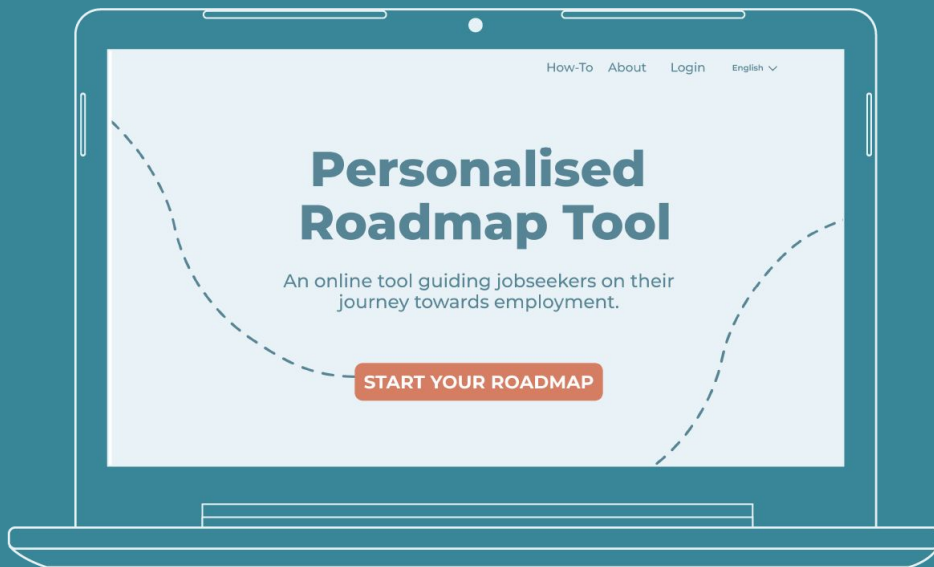 How-To About Login English
Personalised
Roadmap Tool
An online tool guiding jobseekers on their
journey towards employment.
START YOUR ROADMAP